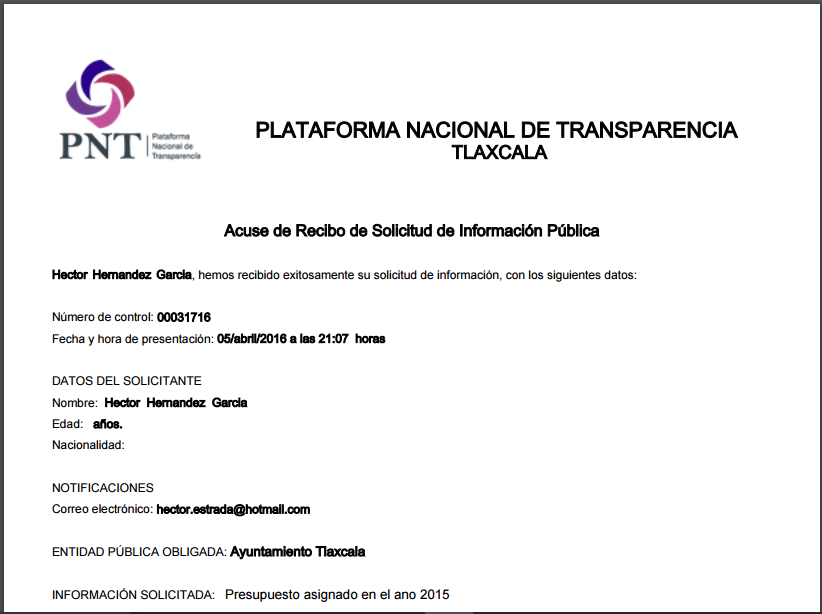 PNT
Plataforma
Nacional de
Transparencia
PLATAFORMA NACIONAL DE TRANSPARENCIA
TLAXCALA
Acuse de Recibo de Solicitud de Información Pública
Hector Hernandez Garcia, hemos recibido exitosamente su solicitud de información, con los siguientes datos:
Número de control: 00031716
Fecha y hora de presentación: 05/abril/2016 a las 21:07 horas
DATOS DEL SOLICITANTE
Nombre: Hector Hernandez Garcia
Edad: años.
Nacionalidad:
NOTIFICACIONES
Correo electrónico: hector.estrada@hotmail.com
ENTIDAD PÚBLICA OBLIGADA: Ayuntamiento Tlaxcala
INFORMACIÓN SOLICITADA: Presupuesto asignado en el ano 2015